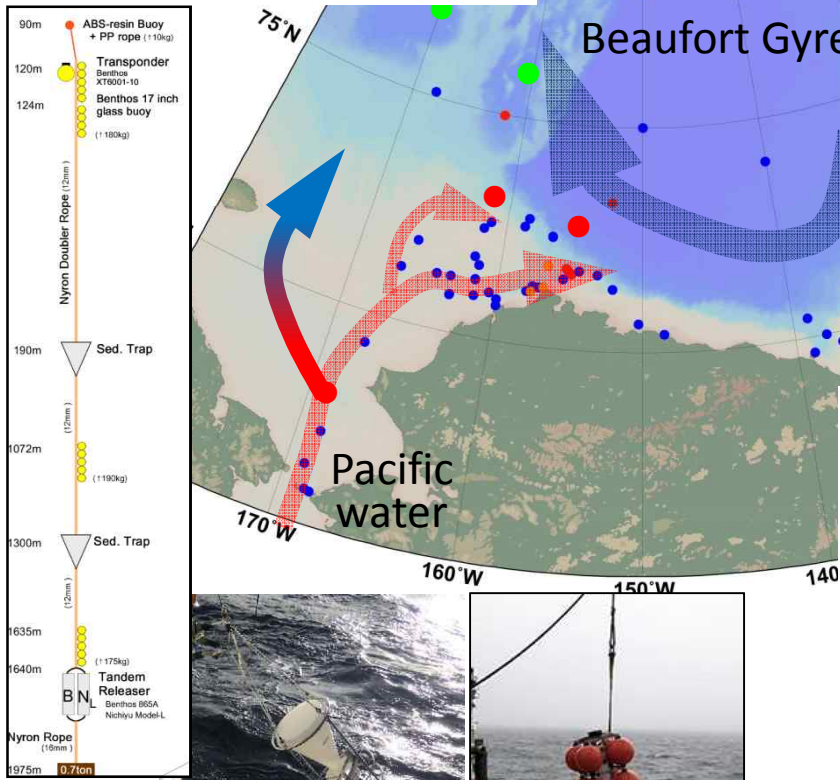 90m
ABS-resin Buoy
+ PP rope (↑10kg)
120m
Transponder
Benthos
XT6001-10
124m
Benthos 17 inch
glass buoy
(↑180kg)
Nyron Doubler Rope (12mm)
190m
Sed. Trap
(12mm)
1072m
(↑190kg)
1300m
Sed. Trap
(12mm)
1635m
(↑175kg)
1640m
Tandem
Releaser
B NL
Benthos 865A
Nichiyu Model-L
Nyron Rope
(16mm)
1975m
0.7ton
75˚N
Beaufort Gyre
Pacific
water
170˚W
160˚W
150˚W
140˚